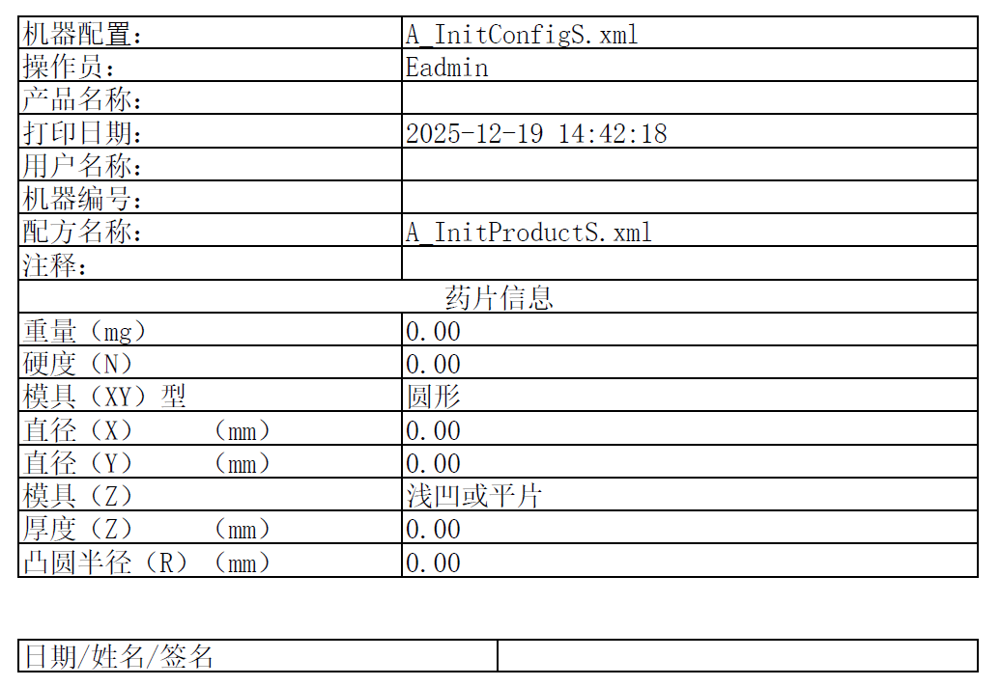 机器配置： A_InitConfigS.xml
操作员： Eadmin
产品名称：
打印日期： 2025-12-19 14:42:18
用户名称：
机器编号：
配方名称： A_InitProductS.xml
注释：
药片信息
重量（mg） 0.00
硬度（N） 0.00
模具（XY）型 圆形
直径（X） （mm） 0.00
直径（Y） （mm） 0.00
模具（Z） 浅凹或平片
厚度（Z） （mm） 0.00
凸圆半径（R）（mm） 0.00
日期/姓名/签名